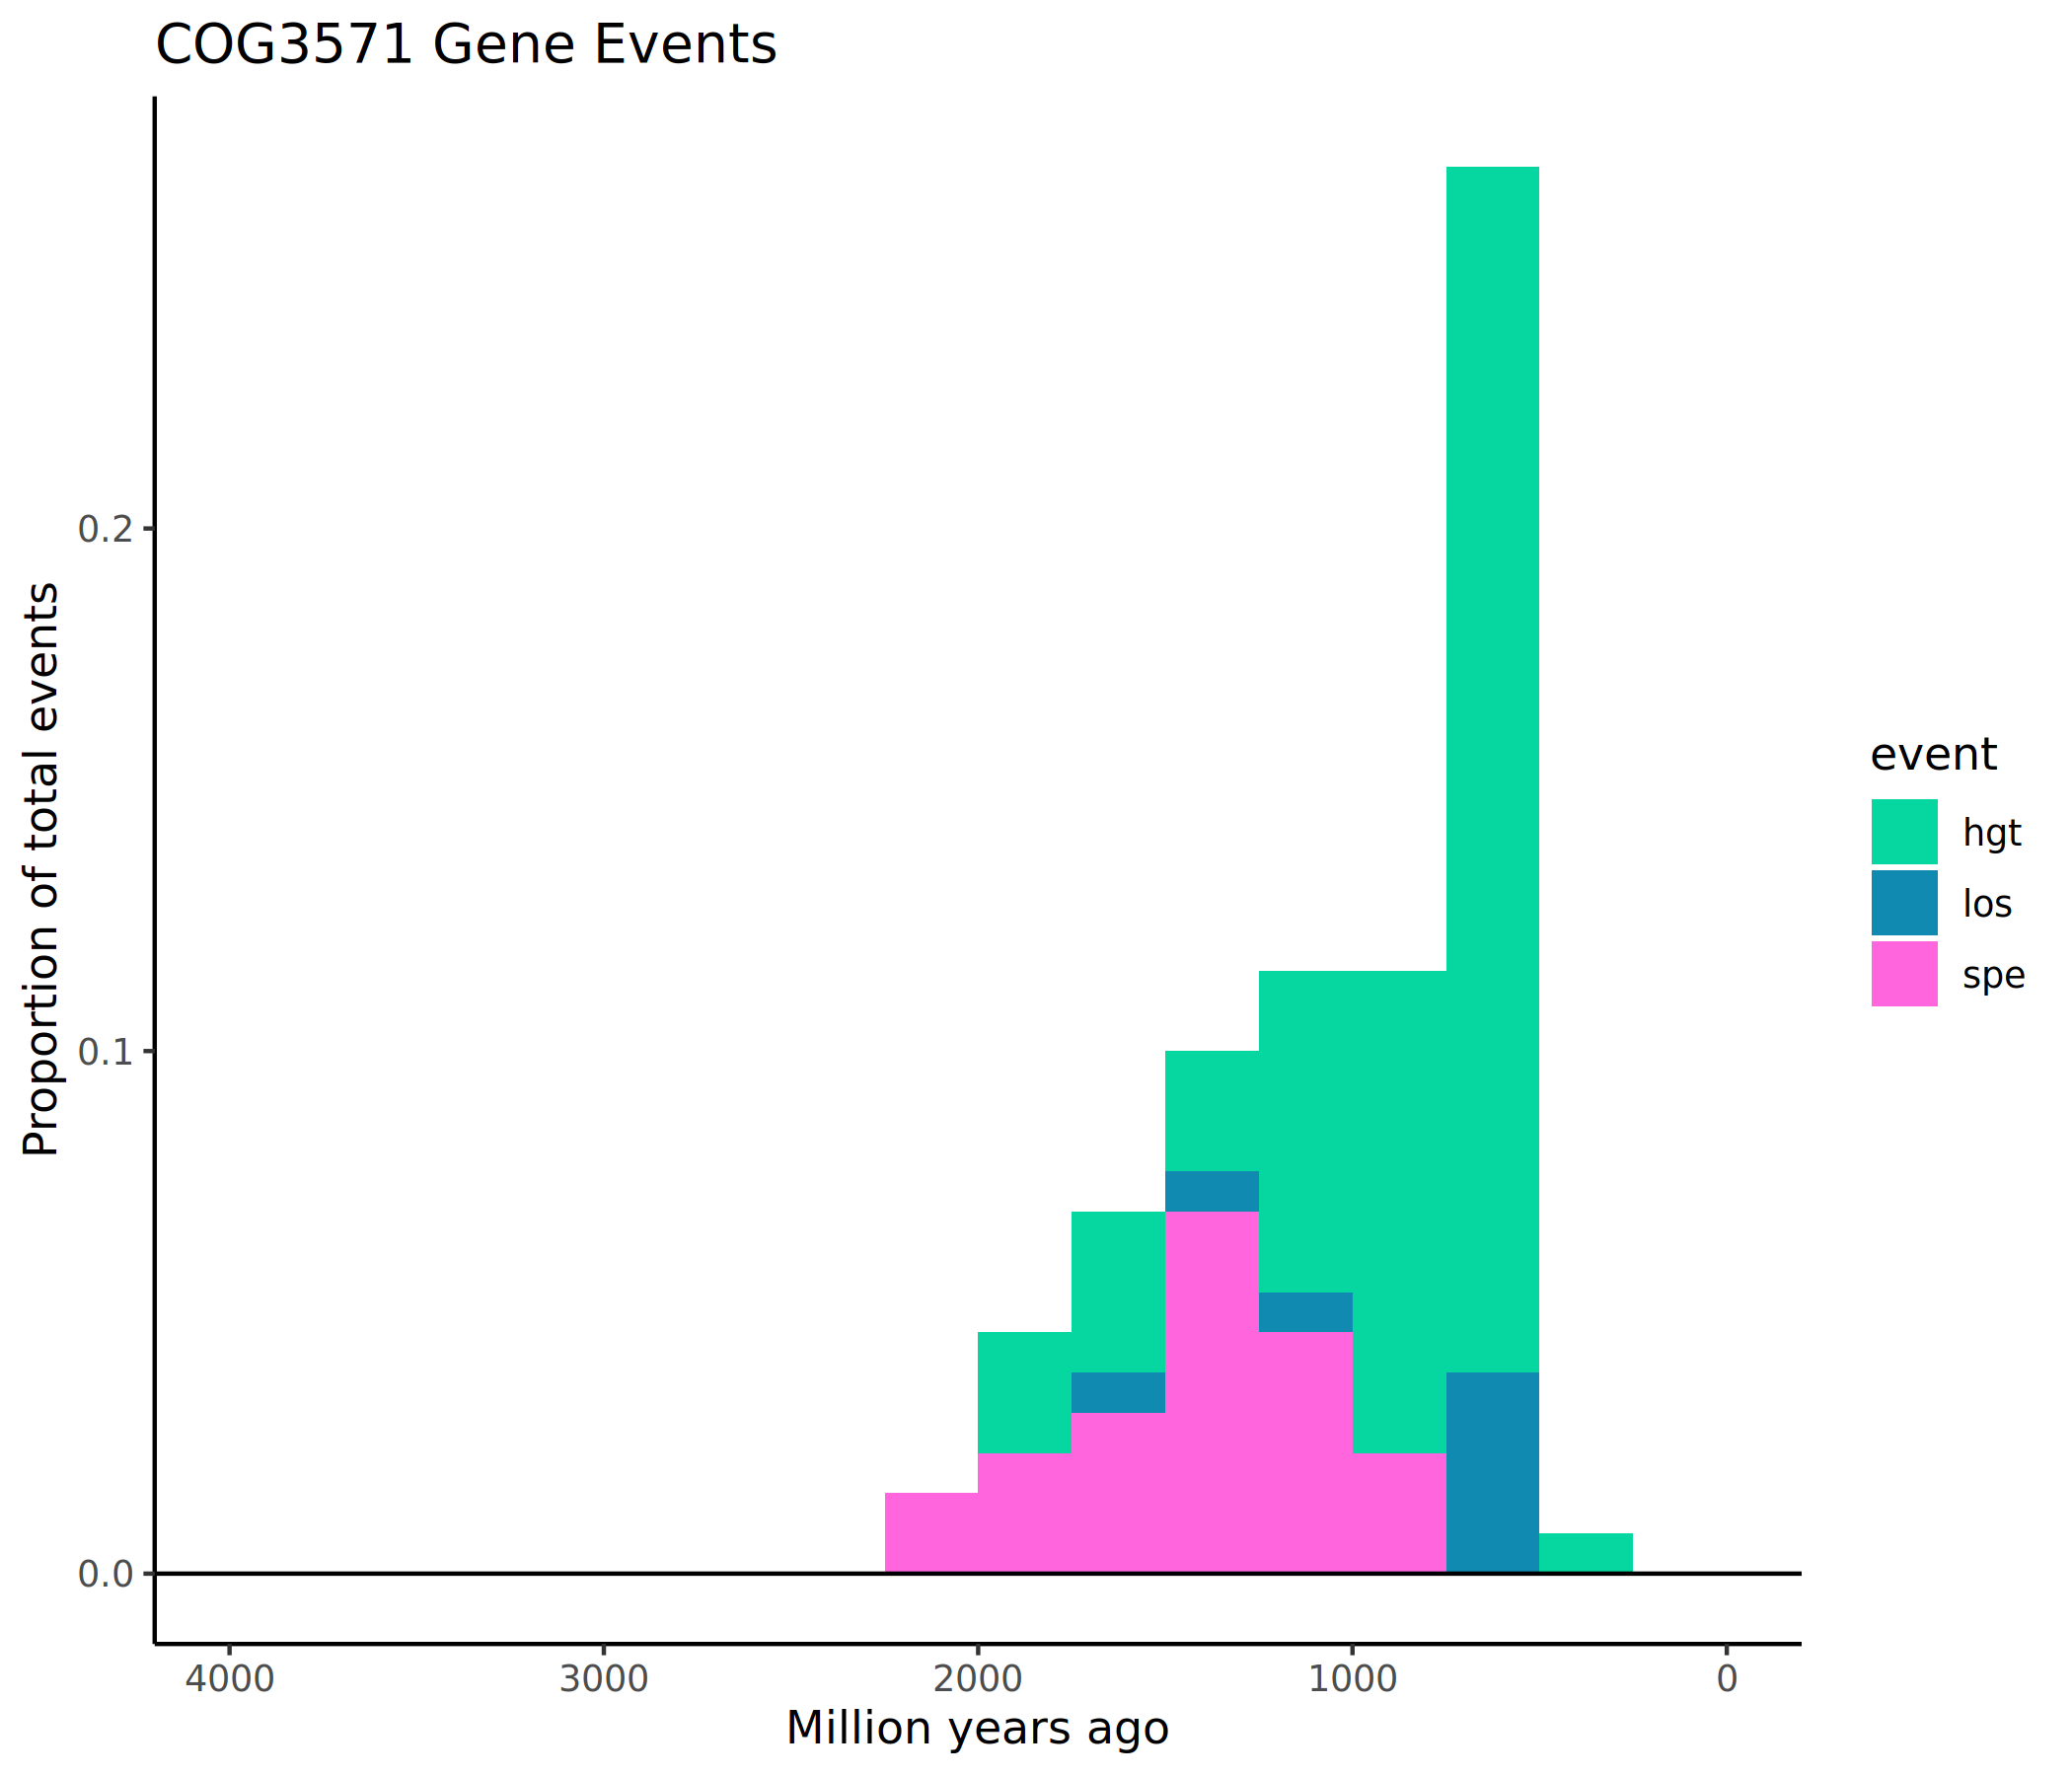 COG3571 Gene Events
Proportion of total events
0.2
0.1
0.0
4000 3000 2000 1000 0
Million years ago
event
hgt
los
spe